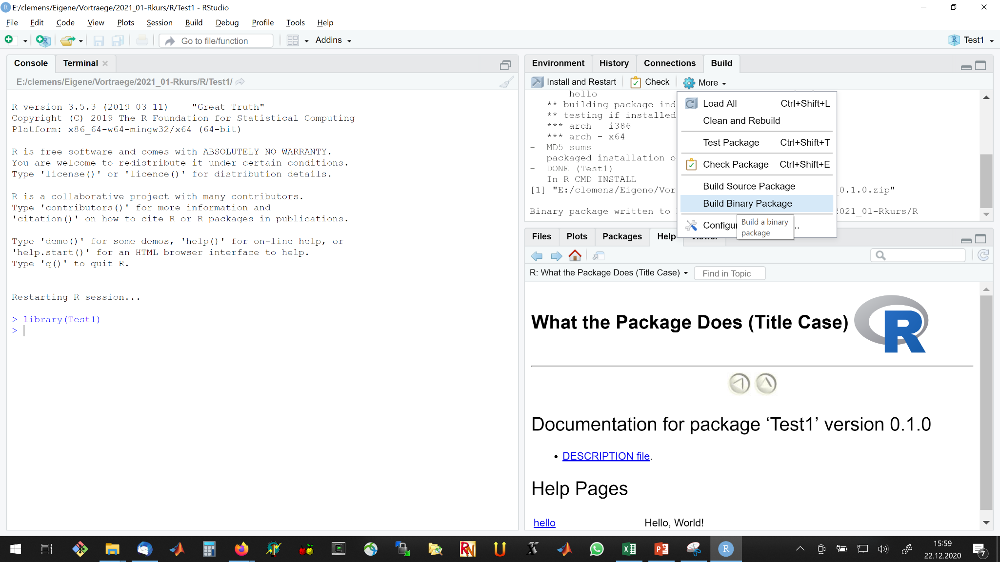 E:/clemens/Eigene/Vortraege/2021_01-Rkurs/R/Test1 - RStudio
File Edit Code View Plots Session Build Debug Profile Tools Help
Go to file/function Addins Test1
Console Terminal
E:/clemens/Eigene/Vortraege/2021_01-Rkurs/R/Test1/
R version 3.5.3 (2019-03-11) -- "Great Truth"
Copyright (C) 2019 The R Foundation for Statistical Computing
Platform: x86_64-w64-mingw32/x64 (64-bit)
R is free software and comes with ABSOLUTELY NO WARRANTY.
You are welcome to redistribute it under certain conditions.
Type 'license()' or 'licence()' for distribution details.
R is a collaborative project with many contributors.
Type 'contributors()' for more information and
'citation()' on how to cite R or R packages in publications.
Type 'demo()' for some demos, 'help()' for on-line help, or
'help.start()' for an HTML browser interface to help.
Type 'q()' to quit R.
Restarting R session...
> library(Test1)
>
Environment History Connections Build
Install and Restart Check More
hello
** building package ind
** testing if installed
*** arch - i386
*** arch - x64
- MD5 sums
packaged installation o
- DONE (Test1)
In R CMD INSTALL
[1] "E:/clemens/Eigene/Vor 0.1.0.zip"
Binary package written to 2021_01-Rkurs/R
Load All Ctrl+Shift+L
Clean and Rebuild
Test Package Ctrl+Shift+T
Check Package Ctrl+Shift+E
Build Source Package
Build Binary Package
Configu ..
Build a binary
package
Files Plots Packages Help Viewer
R: What the Package Does (Title Case) Find in Topic
What the Package Does (Title Case)
Documentation for package ‘Test1’ version 0.1.0
• DESCRIPTION file.
Help Pages
hello Hello, World!
15:59
22.12.2020
7